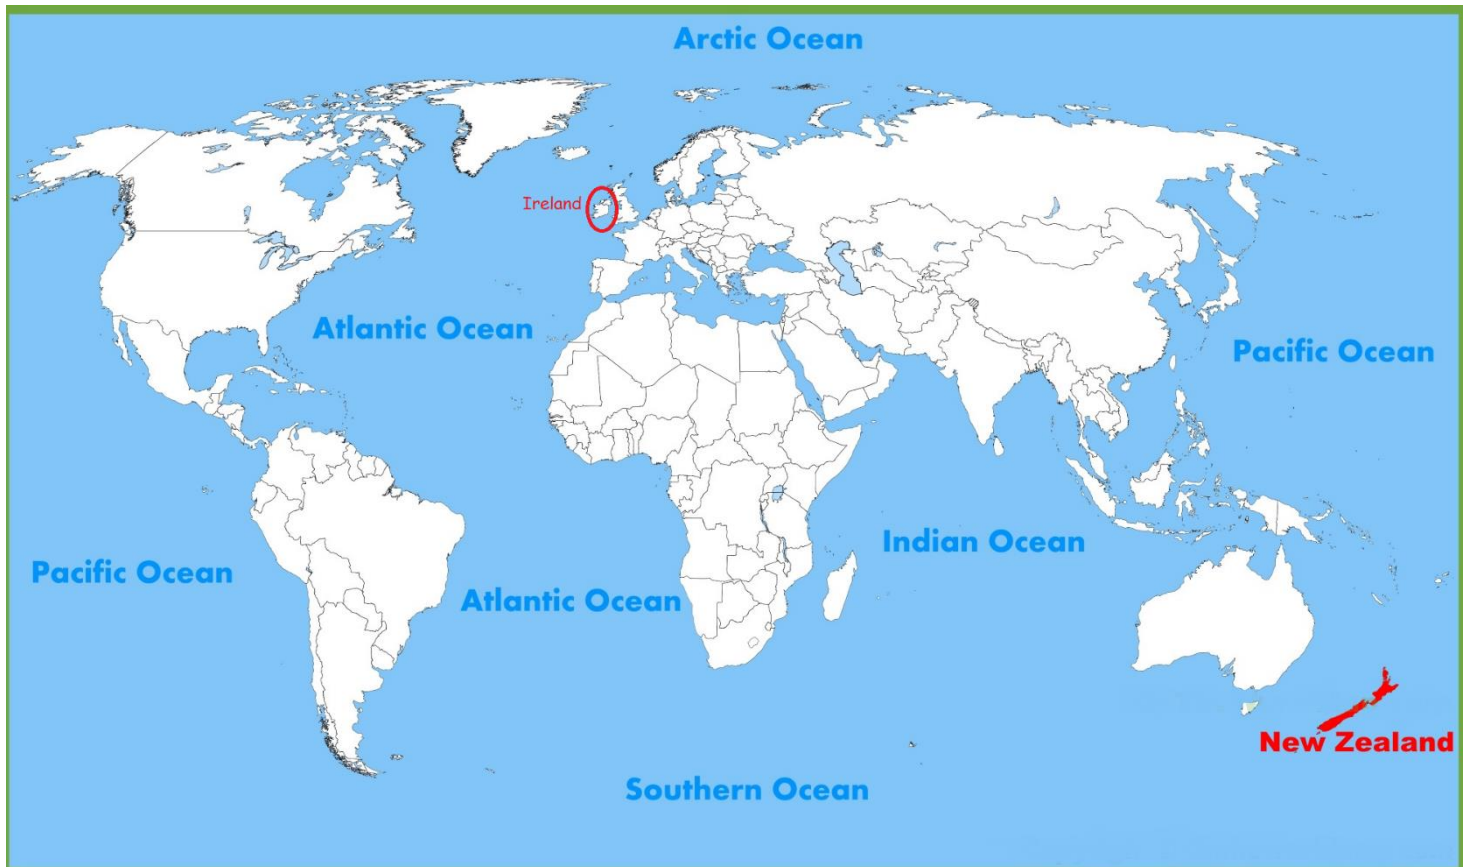 Arctic Ocean
Ireland
Atlantic Ocean
Pacific Ocean
Indian Ocean
Pacific Ocean
Atlantic Ocean
New Zealand
Southern Ocean